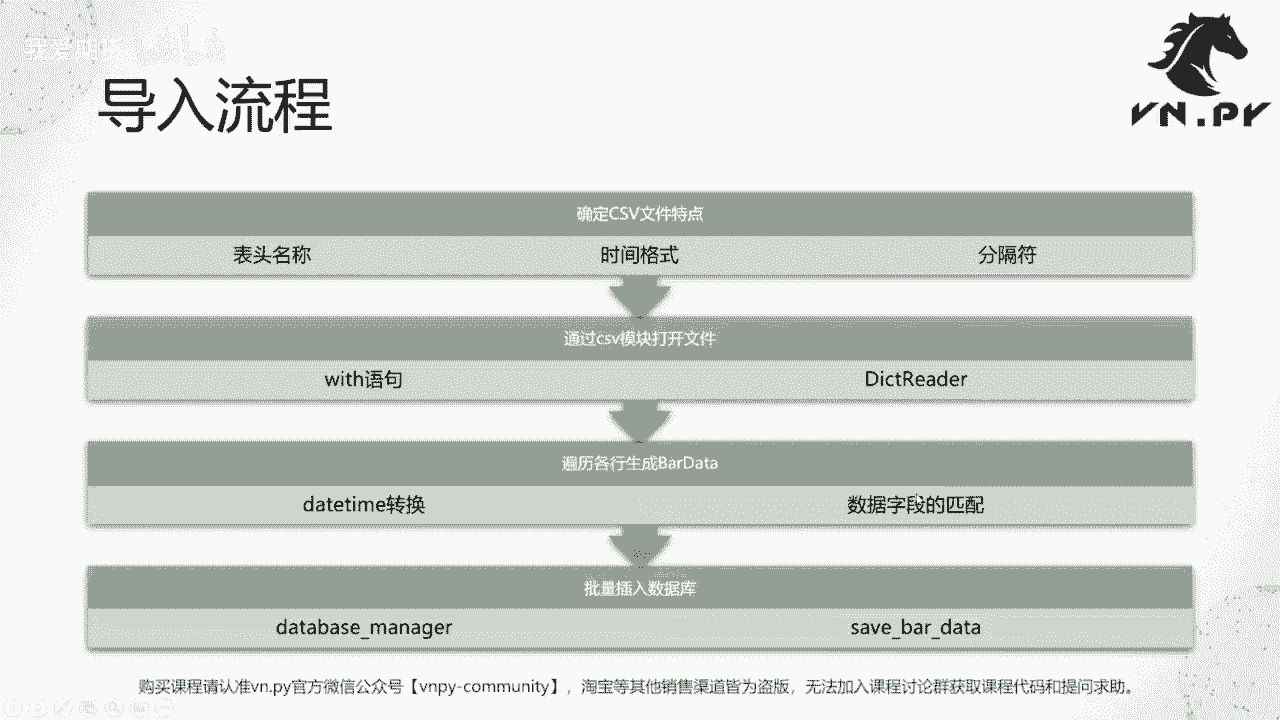 导入流程
VN.PY
确定CSV文件特点
表头名称 时间格式 分隔符
通过csv模块打开文件
with语句 DictReader
遍历各行生成BarData
datetime转换 数据字段的匹配
批量插入数据库
database_manager save_bar_data
购买课程请认准vn.py官方微信公众号【vnpy-community】，淘宝等其他销售渠道皆为盗版，无法加入课程讨论群获取课程代码和提问求助。